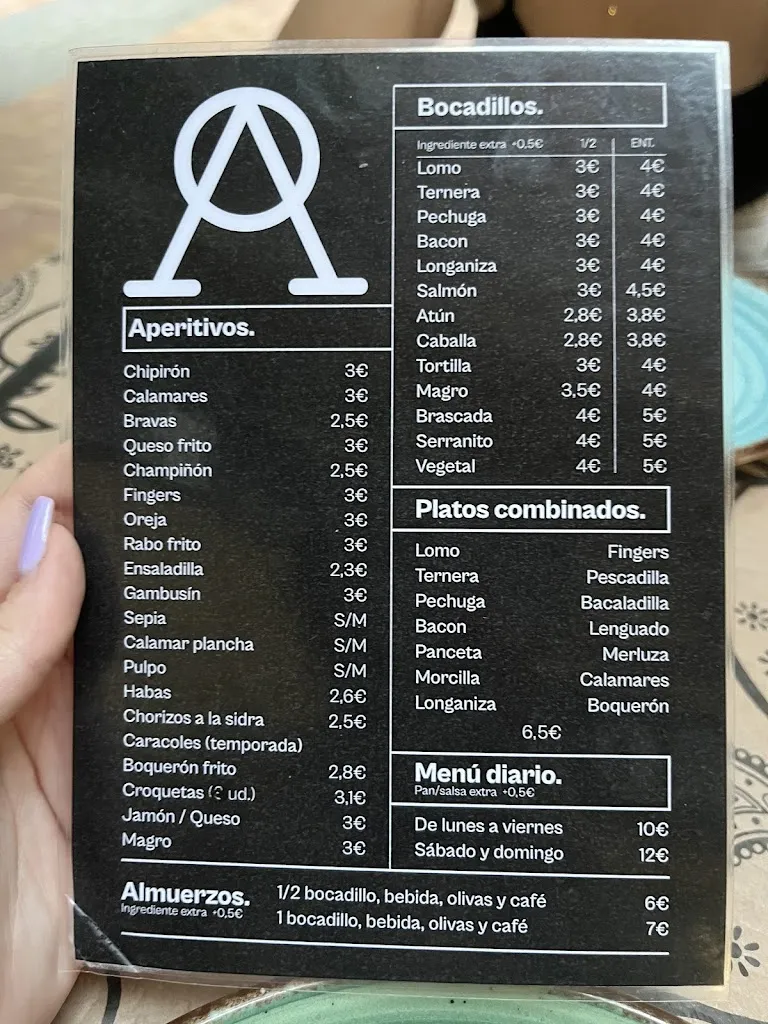 Aperitivos.
Chipirón 3€
Calamares 3€
Bravas 2,5€
Queso frito 3€
Champiñón 2,5€
Fingers 3€
Oreja 3€
Rabo frito 3€
Ensaladilla 2,3€
Gambusín 3€
Sepia S/M
Calamar plancha S/M
Pulpo S/M
Habas 2,6€
Chorizos a la sidra 2,5€
Caracoles (temporada)
Boquerón frito 2,8€
Croquetas ud.) 3,1€
Jamón / Queso 3€
Magro 3€
Bocadillos.
Ingrediente extra +0,5€ 1/2 ENT.
Lomo 3€ 4€
Ternera 3€ 4€
Pechuga 3€ 4€
Bacon 3€ 4€
Longaniza 3€ 4€
Salmón 3€ 4,5€
Atún 2,8€ 3,8€
Caballa 2,8€ 3,8€
Tortilla 3€ 4€
Magro 3,5€ 4€
Brascada 4€ 5€
Serranito 4€ 5€
Vegetal 4€ 5€
Platos combinados.
Lomo Fingers
Ternera Pescadilla
Pechuga Bacaladilla
Bacon Lenguado
Panceta Merluza
Morcilla Calamares
Longaniza Boquerón
6,5€
Menú diario.
Pan/salsa extra +0,5€
De lunes a viernes 10€
Sábado y domingo 12€
Almuerzos.
Ingrediente extra +0,5€
1/2 bocadillo, bebida, olivas y café 6€
1 bocadillo, bebida, olivas y café 7€